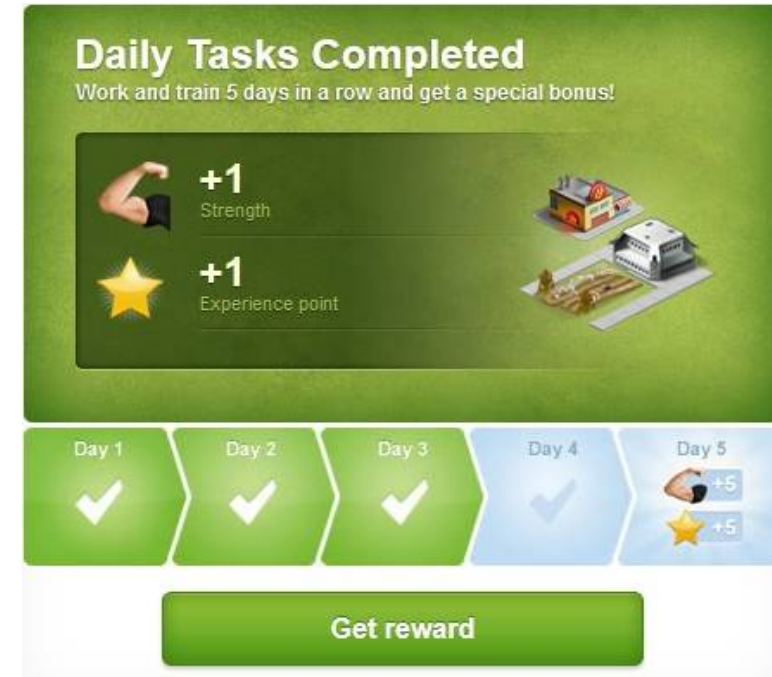 Daily Tasks Completed
Work and train 5 days in a row and get a special bonus!
+1
Strength
+1
Experience point
Day 1 Day 2 Day 3 Day 4 Day 5
+5
+5
Get reward